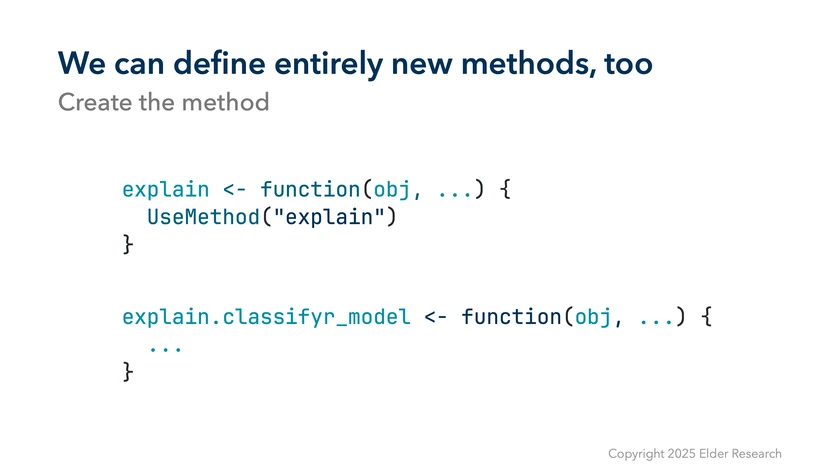 We can define entirely new methods, too
Create the method
explain <- function(obj, ...) {
  UseMethod("explain")
}
explain.classifyr_model <- function(obj, ...) {
  ...
}
Copyright 2025 Elder Research